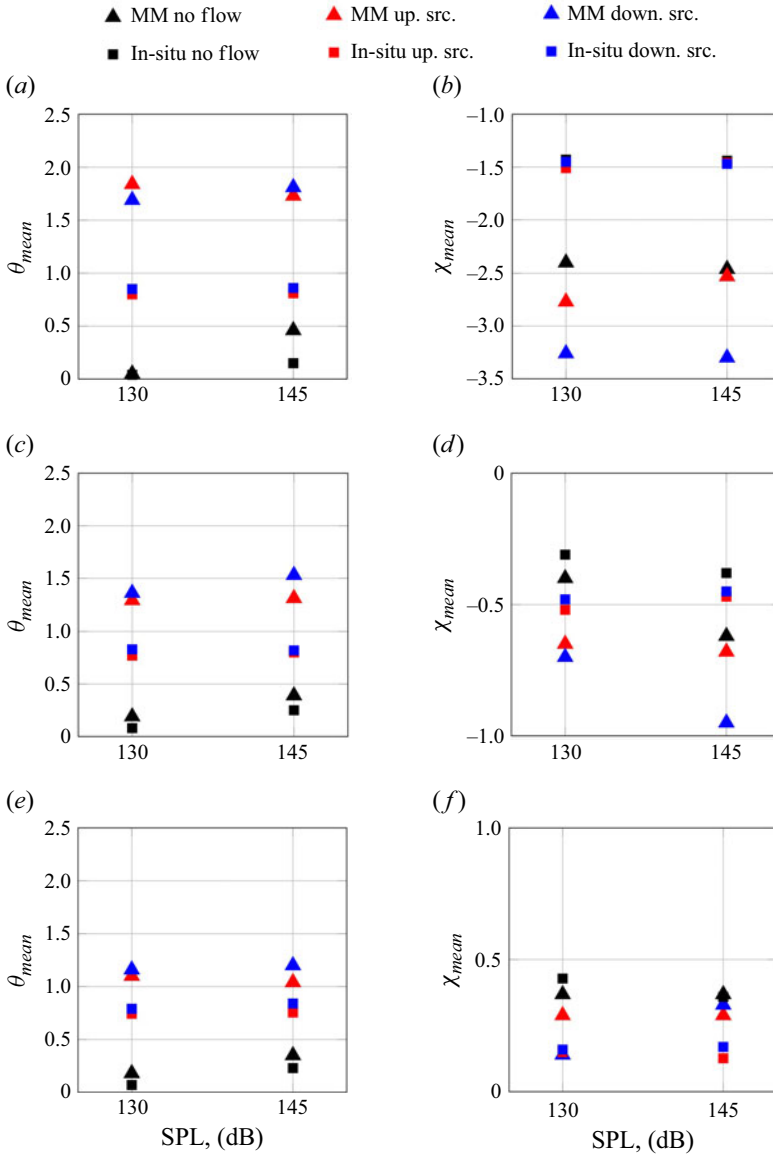 MM no flow MM up. src. MM down. src.
In-situ no flow In-situ up. src. In-situ down. src.
(a) (b)
2.5 –1.0
2.0 –1.5
1.5 –2.0
θmean χmean
1.0 –2.5
0.5 –3.0
0 –3.5
130 145 130 145
(c) (d)
2.5 0
2.0
1.5
θmean χmean
1.0 –0.5
0.5
0 –1.0
130 145 130 145
(e) (f)
2.5 1.0
2.0
1.5
θmean χmean
1.0 0.5
0.5
0 0
130 145 130 145
SPL, (dB) SPL, (dB)